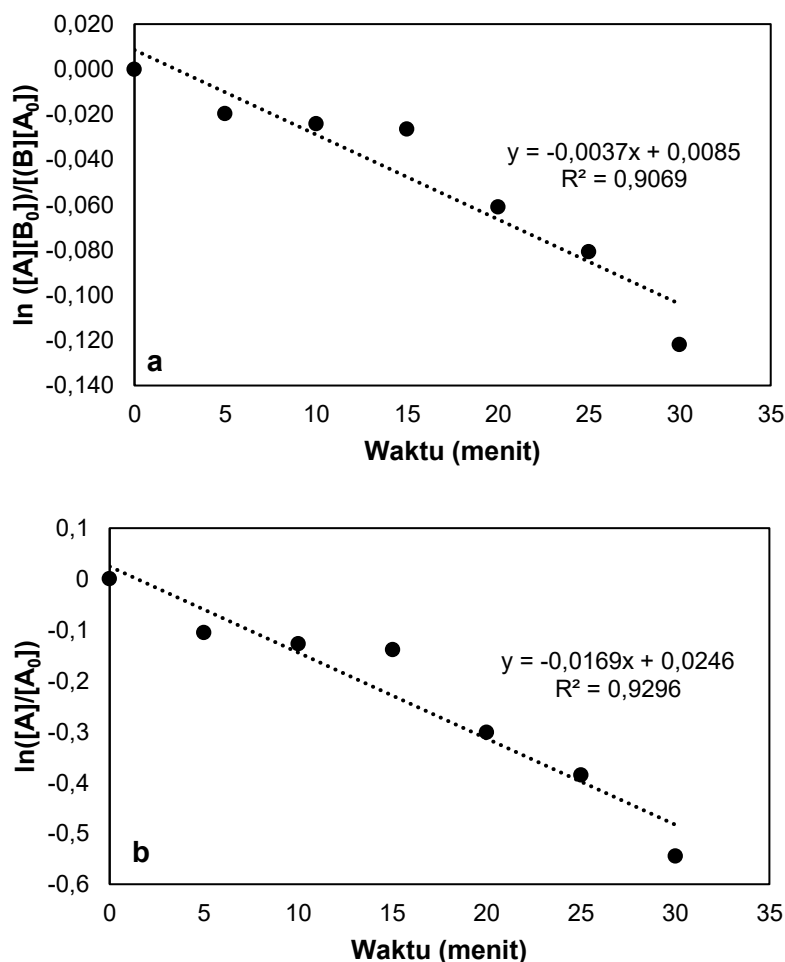 0,020
0,000
-0,020
-0,040
-0,060
-0,080
-0,100
-0,120
-0,140
ln ([A][B₀])/[(B][A₀])
y = -0,0037x + 0,0085
R² = 0,9069
a
0 5 10 15 20 25 30 35
Waktu (menit)
0,1
0
-0,1
-0,2
-0,3
-0,4
-0,5
-0,6
ln([A]/[A₀])
y = -0,0169x + 0,0246
R² = 0,9296
b
0 5 10 15 20 25 30 35
Waktu (menit)